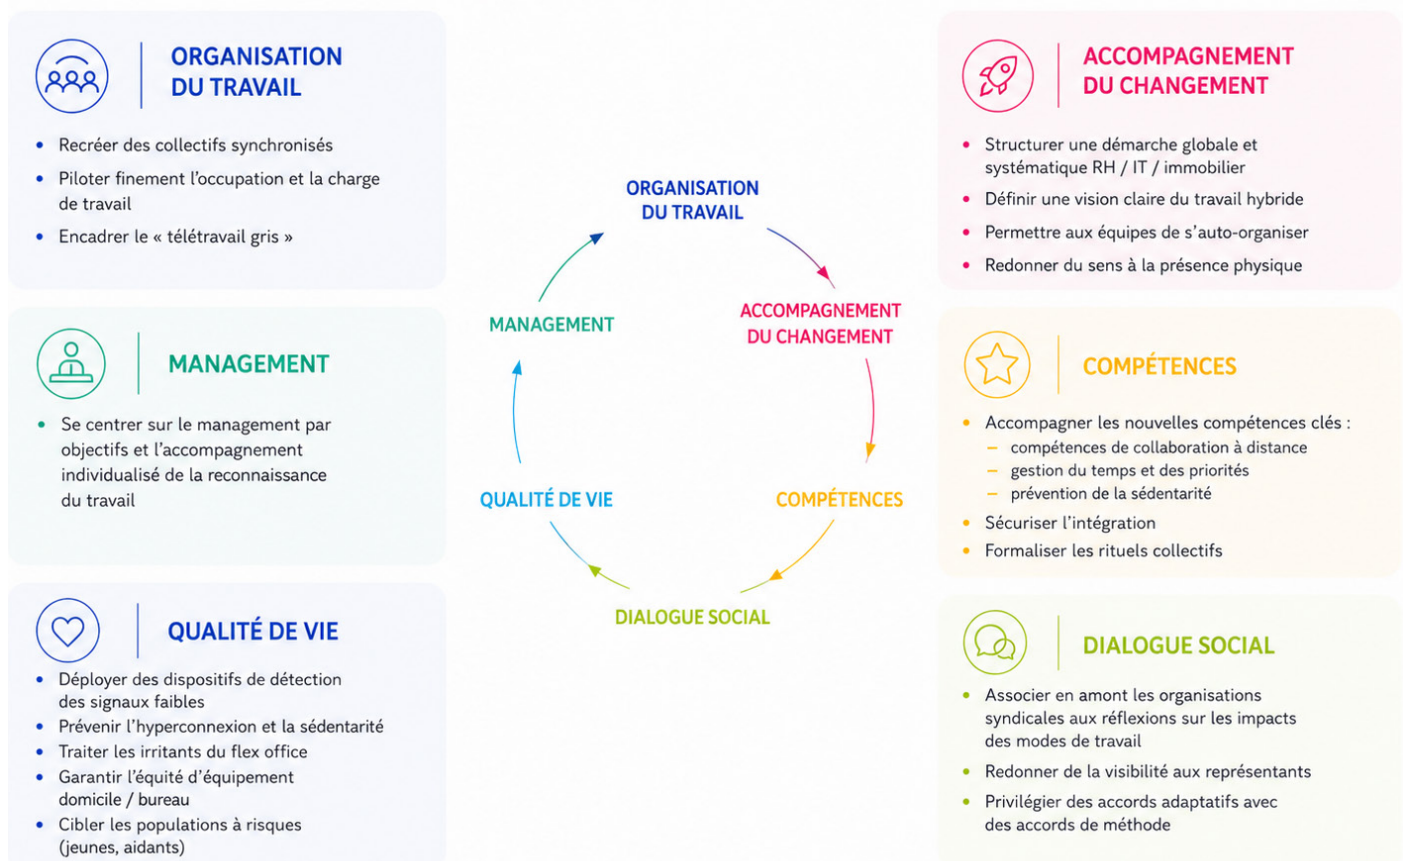 ORGANISATION
DU TRAVAIL
• Recréer des collectifs synchronisés
• Piloter finement l'occupation et la charge
de travail
• Encadrer le « télétravail gris »
MANAGEMENT
• Se centrer sur le management par
objectifs et l'accompagnement
individualisé de la reconnaissance
du travail
QUALITÉ DE VIE
• Déployer des dispositifs de détection
des signaux faibles
• Prévenir l'hyperconnexion et la sédentarité
• Traiter les irritants du flex office
• Garantir l'équité d'équipement
domicile / bureau
• Cibler les populations à risques
(jeunes, aidants)
ORGANISATION
DU TRAVAIL
ACCOMPAGNEMENT
DU CHANGEMENT
COMPÉTENCES
DIALOGUE SOCIAL
QUALITÉ DE VIE
MANAGEMENT
ACCOMPAGNEMENT
DU CHANGEMENT
• Structurer une démarche globale et
systématique RH / IT / immobilier
• Définir une vision claire du travail hybride
• Permettre aux équipes de s'auto-organiser
• Redonner du sens à la présence physique
COMPÉTENCES
• Accompagner les nouvelles compétences clés :
– compétences de collaboration à distance
– gestion du temps et des priorités
– prévention de la sédentarité
• Sécuriser l'intégration
• Formaliser les rituels collectifs
DIALOGUE SOCIAL
• Associer en amont les organisations
syndicales aux réflexions sur les impacts
des modes de travail
• Redonner de la visibilité aux représentants
• Privilégier des accords adaptatifs avec
des accords de méthode